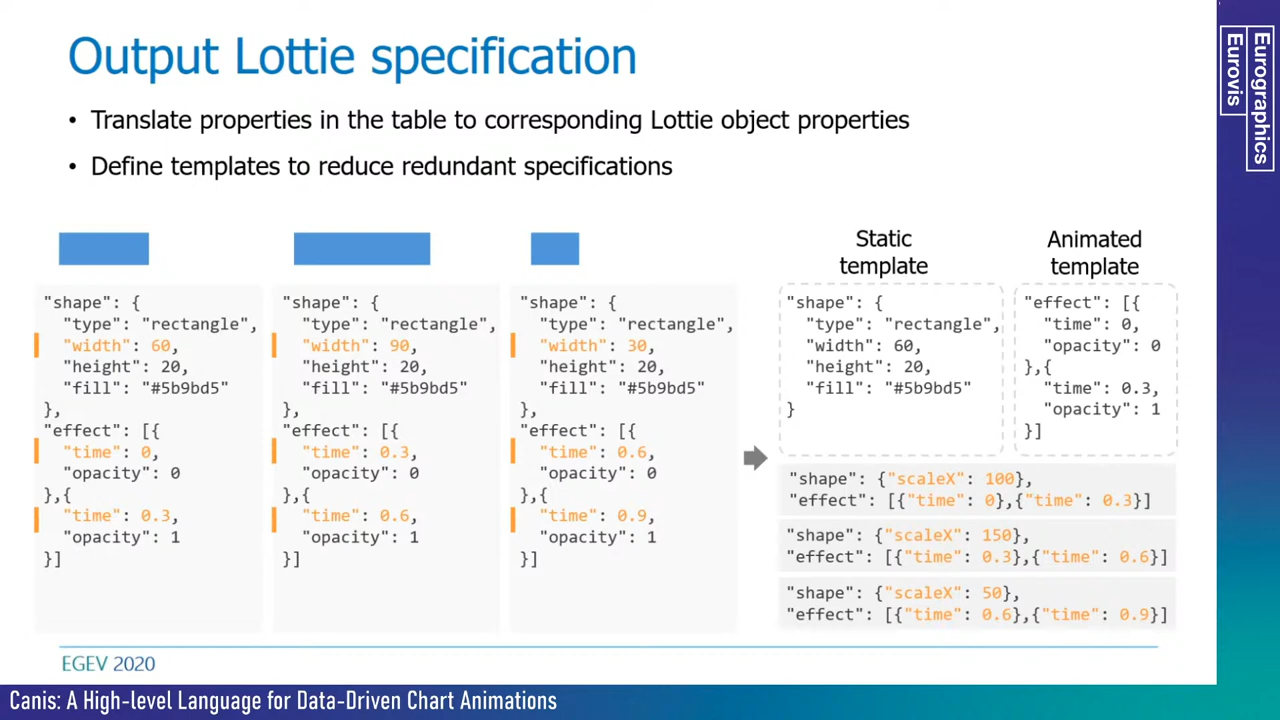 Output Lottie specification
• Translate properties in the table to corresponding Lottie object properties
• Define templates to reduce redundant specifications
"shape": {
"type": "rectangle",
"width": 60,
"height": 20,
"fill": "#5b9bd5"
},
"effect": [{
"time": 0,
"opacity": 0
},{
"time": 0.3,
"opacity": 1
}]
"shape": {
"type": "rectangle",
"width": 90,
"height": 20,
"fill": "#5b9bd5"
},
"effect": [{
"time": 0.3,
"opacity": 0
},{
"time": 0.6,
"opacity": 1
}]
"shape": {
"type": "rectangle",
"width": 30,
"height": 20,
"fill": "#5b9bd5"
},
"effect": [{
"time": 0.6,
"opacity": 0
},{
"time": 0.9,
"opacity": 1
}]
Static
template
"shape": {
"type": "rectangle",
"width": 60,
"height": 20,
"fill": "#5b9bd5"
}
Animated
template
"effect": [{
"time": 0,
"opacity": 0
},{
"time": 0.3,
"opacity": 1
}]
"shape": {"scaleX": 100},
"effect": [{"time": 0},{"time": 0.3}]
"shape": {"scaleX": 150},
"effect": [{"time": 0.3},{"time": 0.6}]
"shape": {"scaleX": 50},
"effect": [{"time": 0.6},{"time": 0.9}]
EGEV 2020
Canis: A High-level Language for Data-Driven Chart Animations
Eurographics
Eurovis